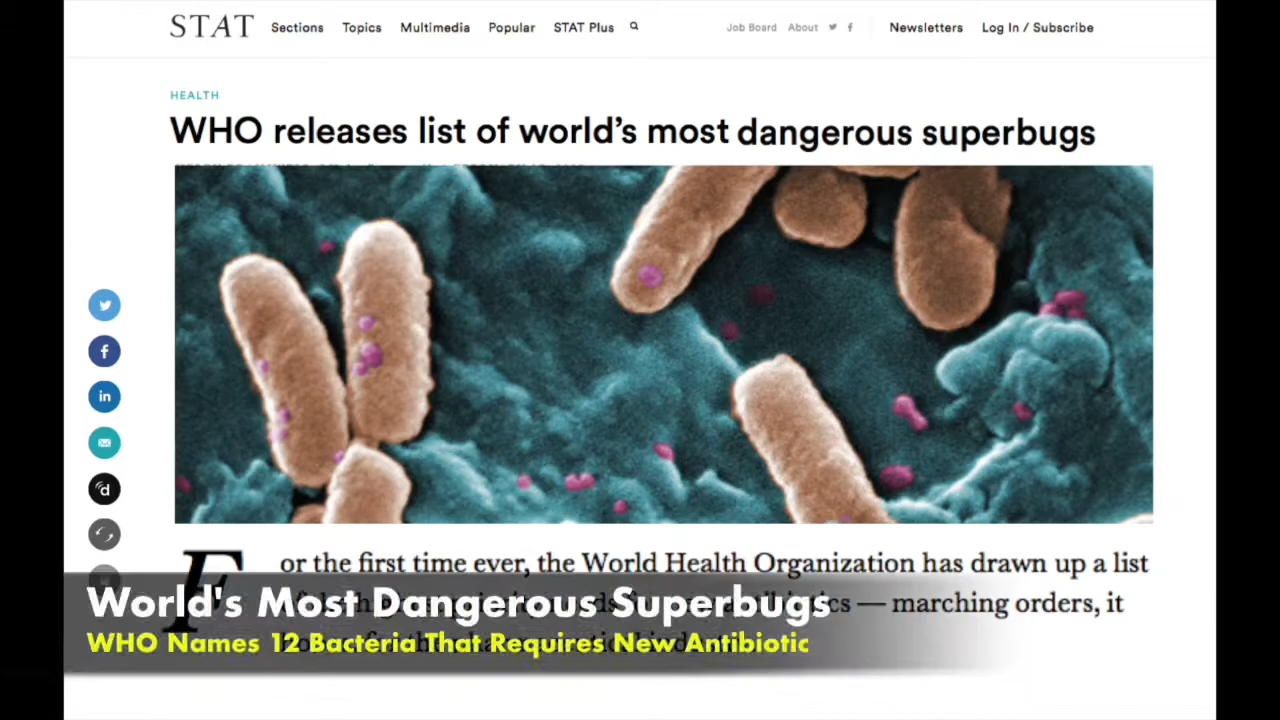 STAT Sections Topics Multimedia Popular STAT Plus Job Board About Newsletters Log In / Subscribe
HEALTH
WHO releases list of world's most dangerous superbugs
For the first time ever, the World Health Organization has drawn up a list
cs — marching orders, it
World's Most Dangerous Superbugs
WHO Names 12 Bacteria That Requires New Antibiotic